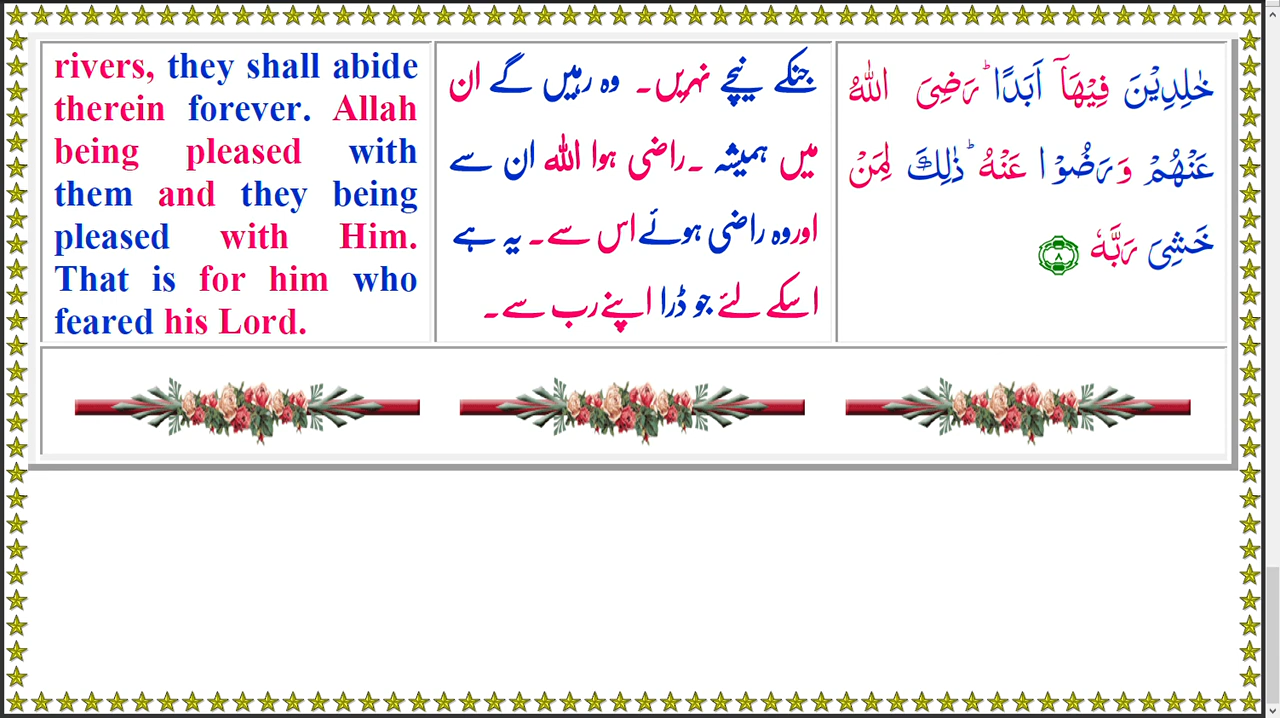 rivers, they shall abide
therein forever. Allah
being pleased with
them and they being
pleased with Him.
That is for him who
feared his Lord.
جنکے نیچے نہریں۔ وہ رہیں گے ان
میں ہمیشہ ۔راضی ہوا اللہ ان سے
اوروہ راضی ہوئے اس سے۔ یہ ہے
اسکے لئے جو ڈرا اپنے رب سے۔
خٰلِدِيْنَ فِيْهَاۤ اَبَدًا ؕ رَضِىَ اللّٰهُ
عَنْهُمْ وَرَضُوْا عَنْهُ ؕ ذٰلِكَ لِمَنْ
خَشِىَ رَبَّهٗ ۸